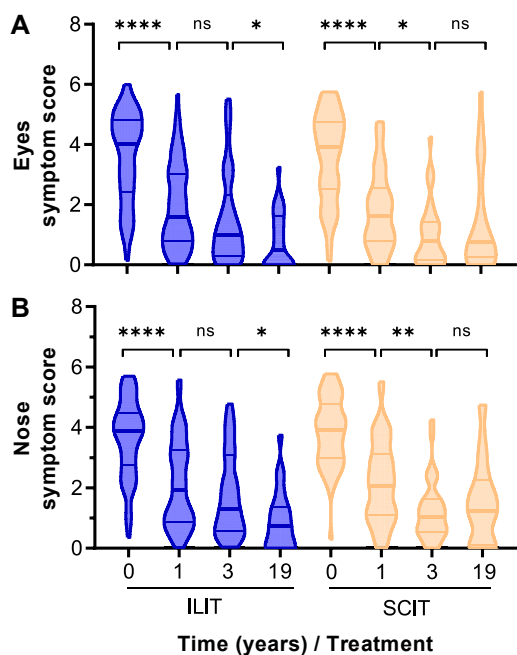 A
**** ns * **** * ns
8
6
4
2
0
Eyes
symptom score
B
**** ns * **** ** ns
8
6
4
2
0
Nose
symptom score
0 1 3 19 0 1 3 19
ILIT SCIT
Time (years) / Treatment